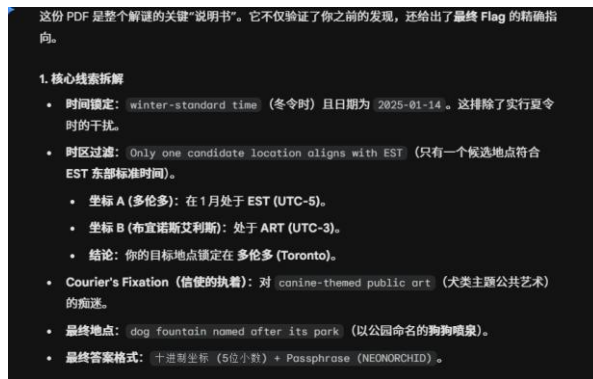 这份 PDF 是整个解谜的关键“说明书”。它不仅验证了你之前的发现，还给出了最终 Flag 的精确指
向。
1. 核心线索拆解
• 时间锁定： winter-standard time （冬令时）且日期为 2025-01-14 。这排除了实行夏令
时的干扰。
• 时区过滤： Only one candidate location aligns with EST （只有一个候选地点符合
EST 东部标准时间）。
• 坐标 A (多伦多)：在 1 月处于 EST (UTC-5)。
• 坐标 B (布宜诺斯艾利斯)：处于 ART (UTC-3)。
• 结论：你的目标地点锁定在 多伦多 (Toronto)。
• Courier's Fixation（信使的执着）：对 canine-themed public art （犬类主题公共艺术）
的痴迷。
• 最终地点： dog fountain named after its park （以公园命名的狗狗喷泉）。
• 最终答案格式： 十进制坐标 (5位小数) + Passphrase (NEONORCHID) 。